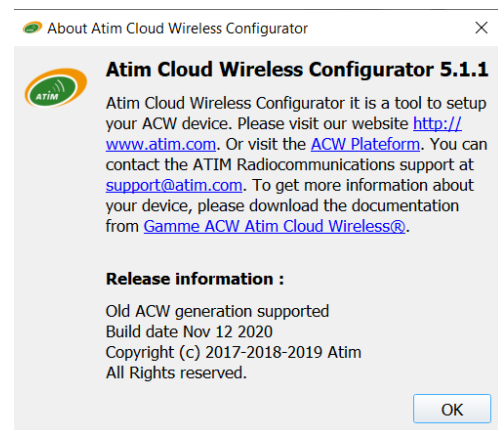 About Atim Cloud Wireless Configurator
ATIM
Atim Cloud Wireless Configurator 5.1.1
Atim Cloud Wireless Configurator it is a tool to setup
your ACW device. Please visit our website http://
www.atim.com. Or visit the ACW Plateform. You can
contact the ATIM Radiocommunications support at
support@atim.com. To get more information about
your device, please download the documentation
from Gamme ACW Atim Cloud Wireless®.
Release information :
Old ACW generation supported
Build date Nov 12 2020
Copyright (c) 2017-2018-2019 Atim
All Rights reserved.
OK